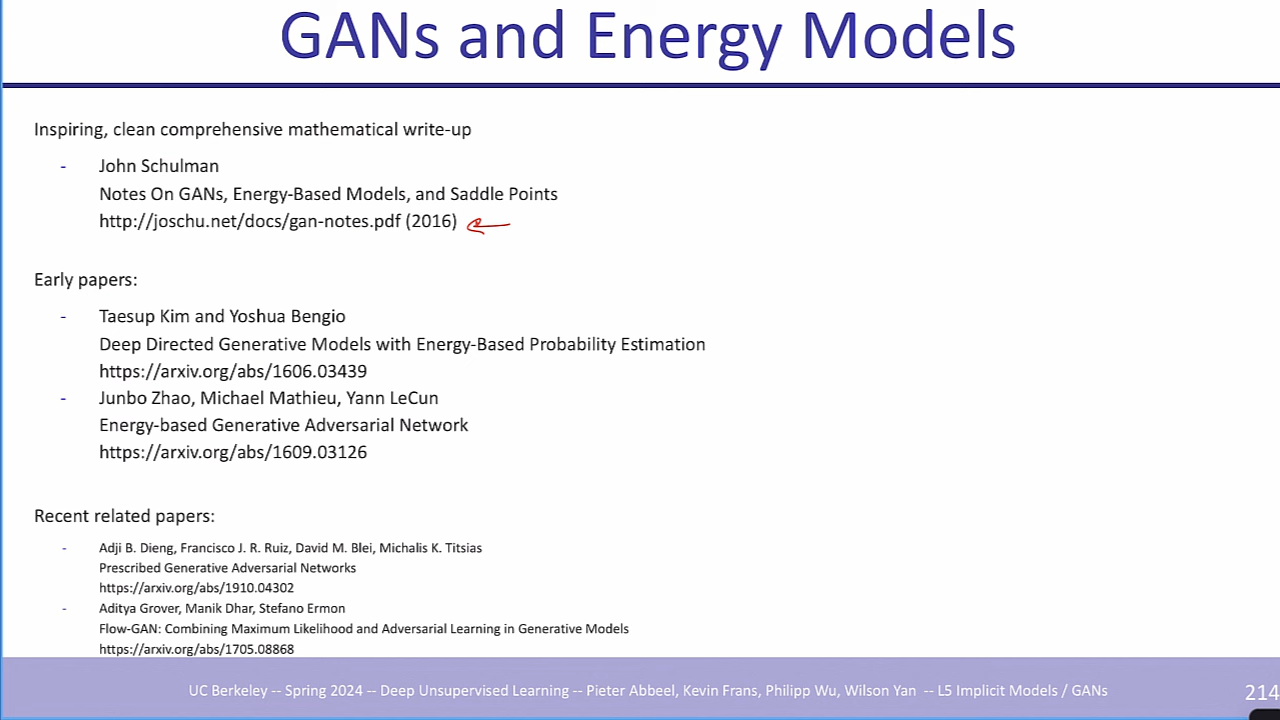 GANs and Energy Models
Inspiring, clean comprehensive mathematical write-up
- John Schulman
Notes On GANs, Energy-Based Models, and Saddle Points
http://joschu.net/docs/gan-notes.pdf (2016)
Early papers:
- Taesup Kim and Yoshua Bengio
Deep Directed Generative Models with Energy-Based Probability Estimation
https://arxiv.org/abs/1606.03439
- Junbo Zhao, Michael Mathieu, Yann LeCun
Energy-based Generative Adversarial Network
https://arxiv.org/abs/1609.03126
Recent related papers:
- Adji B. Dieng, Francisco J. R. Ruiz, David M. Blei, Michalis K. Titsias
Prescribed Generative Adversarial Networks
https://arxiv.org/abs/1910.04302
- Aditya Grover, Manik Dhar, Stefano Ermon
Flow-GAN: Combining Maximum Likelihood and Adversarial Learning in Generative Models
https://arxiv.org/abs/1705.08868
UC Berkeley -- Spring 2024 -- Deep Unsupervised Learning -- Pieter Abbeel, Kevin Frans, Philipp Wu, Wilson Yan -- L5 Implicit Models / GANs
214